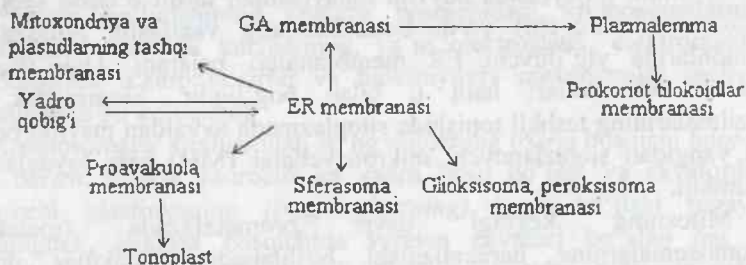 Mitoxondriya va
plastidlarning tashqi
membranasi
GA membranasi
Plazmalemma
Prokoriot tilokoidlar
membranasi
Yadro
qobig'i
ER membranasi
Proavakuola
membranasi
Sferasoma
membranasi
Glioksisoma, peroksisoma
membranasi
Tonoplast